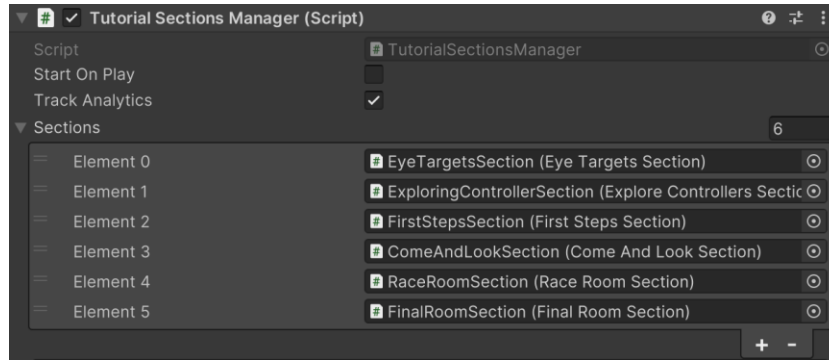 Tutorial Sections Manager (Script)
Script TutorialSectionsManager
Start On Play
Track Analytics
Sections 6
Element 0 EyeTargetsSection (Eye Targets Section)
Element 1 ExploringControllerSection (Explore Controllers Sectic
Element 2 FirstStepsSection (First Steps Section)
Element 3 ComeAndLookSection (Come And Look Section)
Element 4 RaceRoomSection (Race Room Section)
Element 5 FinalRoomSection (Final Room Section)
+ -